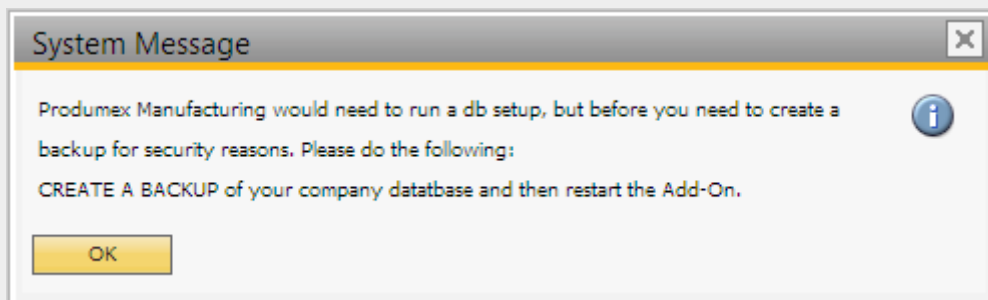 System Message
Produmex Manufacturing would need to run a db setup, but before you need to create a
backup for security reasons. Please do the following:
CREATE A BACKUP of your company datatbase and then restart the Add-On.
OK